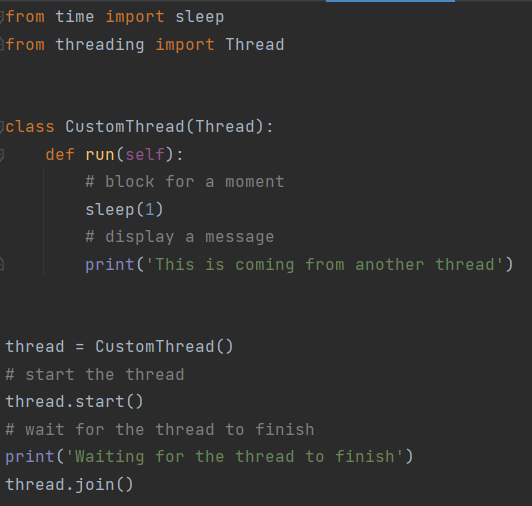 from time import sleep
from threading import Thread
class CustomThread(Thread):
    def run(self):
        # block for a moment
        sleep(1)
        # display a message
        print('This is coming from another thread')
thread = CustomThread()
# start the thread
thread.start()
# wait for the thread to finish
print('Waiting for the thread to finish')
thread.join()